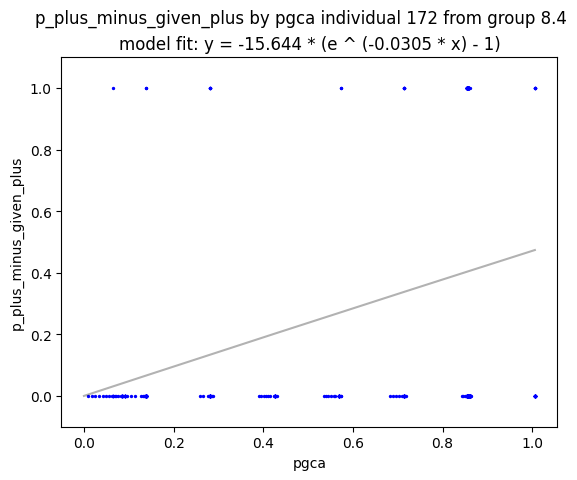 p_plus_minus_given_plus by pgca individual 172 from group 8.4
model fit: y = -15.644 * (e ^ (-0.0305 * x) - 1)
1.0
0.8
0.6
0.4
0.2
0.0
p_plus_minus_given_plus
0.0 0.2 0.4 0.6 0.8 1.0
pgca